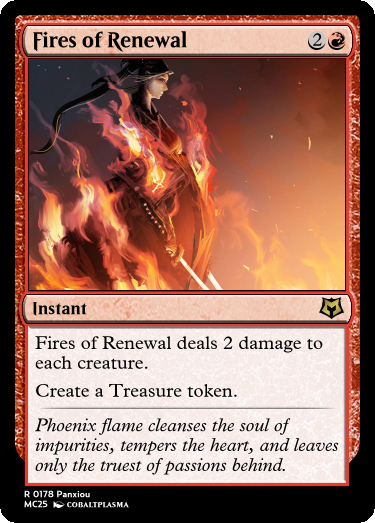 Fires of Renewal 2
Instant
Fires of Renewal deals 2 damage to
each creature.
Create a Treasure token.
Phoenix flame cleanses the soul of
impurities, tempers the heart, and leaves
only the truest of passions behind.
R 0178 Panxiou
MC25 COBALTPLASMA